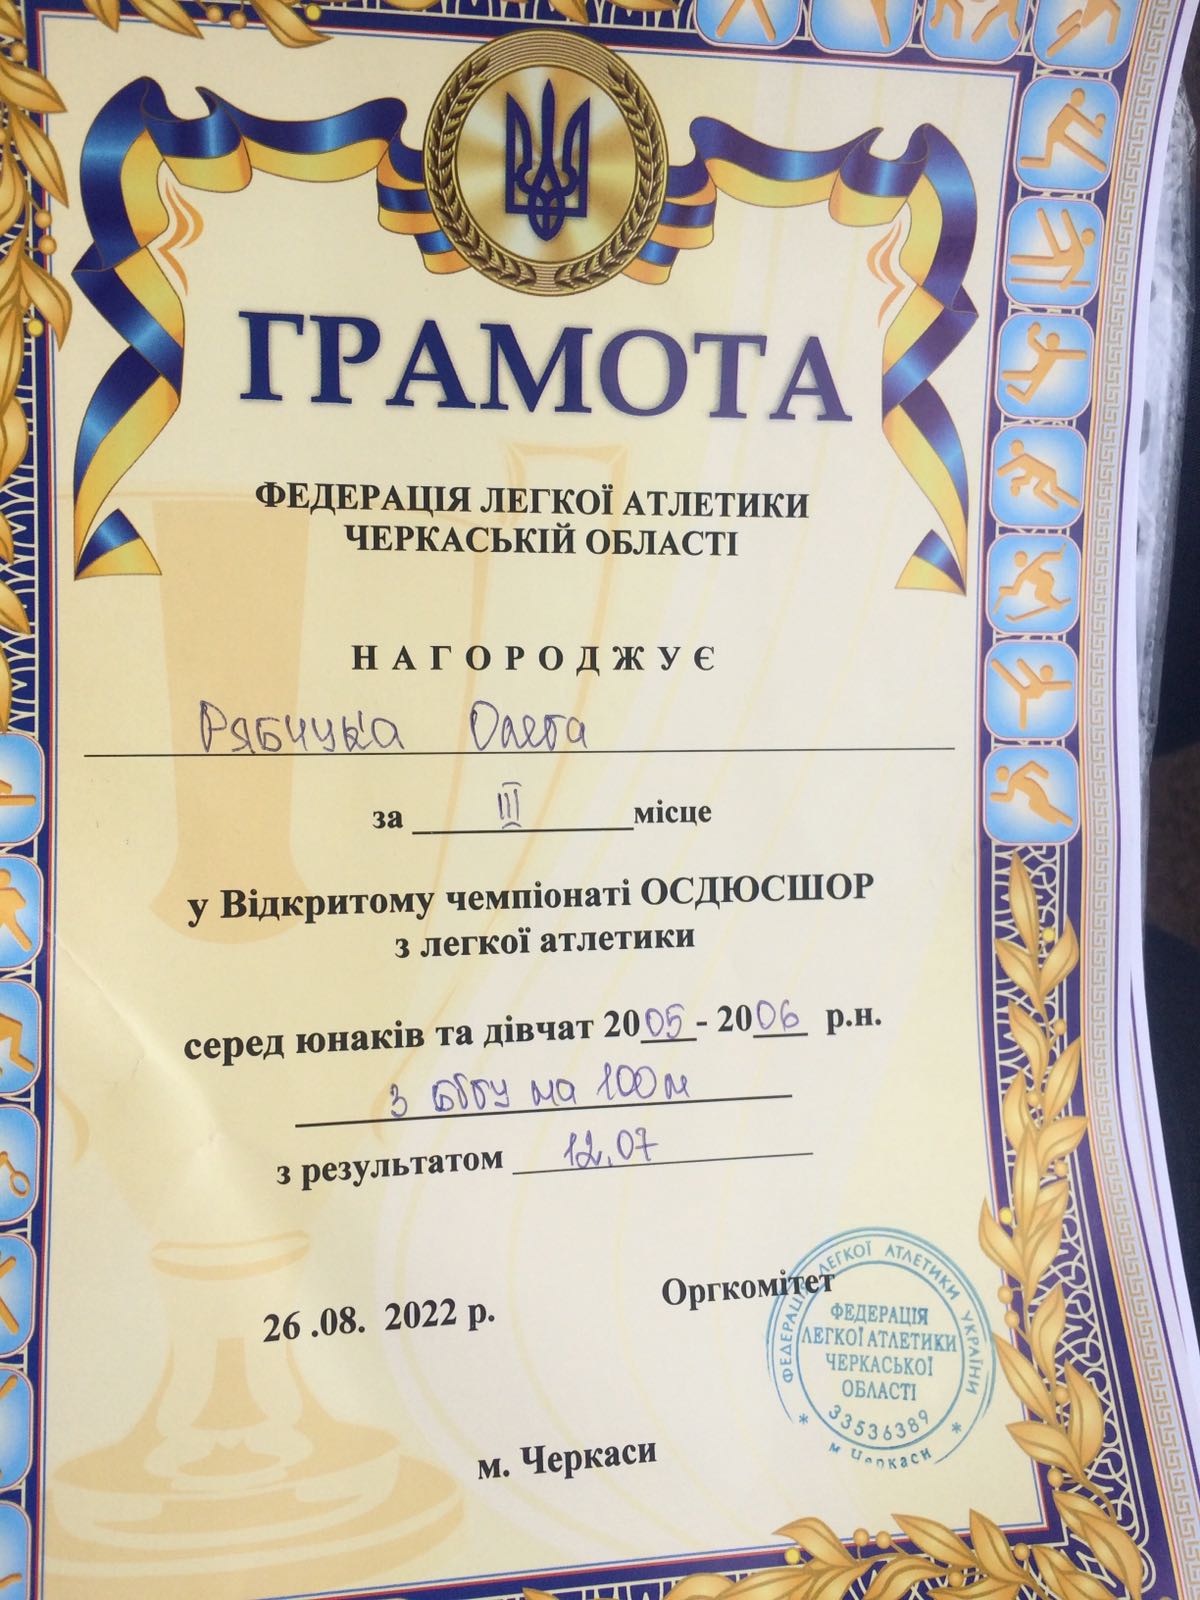 ГРАМОТА
ФЕДЕРАЦІЯ ЛЕГКОЇ АТЛЕТИКИ
ЧЕРКАСЬКІЙ ОБЛАСТІ
НАГОРОДЖУЄ
Рябчука Олега
за III місце
у Відкритому чемпіонаті ОСДЮСШОР
з легкої атлетики
серед юнаків та дівчат 2005 - 2006 р.н.
з бігу на 100м
з результатом 12,07
Оргкомітет
26 .08. 2022 р.
ФЕДЕРАЦІЯ ЛЕГКОЇ АТЛЕТИКИ УКРАЇНИ
ФЕДЕРАЦІЯ
ЛЕГКОЇ АТЛЕТИКИ
ЧЕРКАСЬКОЇ
ОБЛАСТІ
* 33536389 *
м Черкаси
м. Черкаси